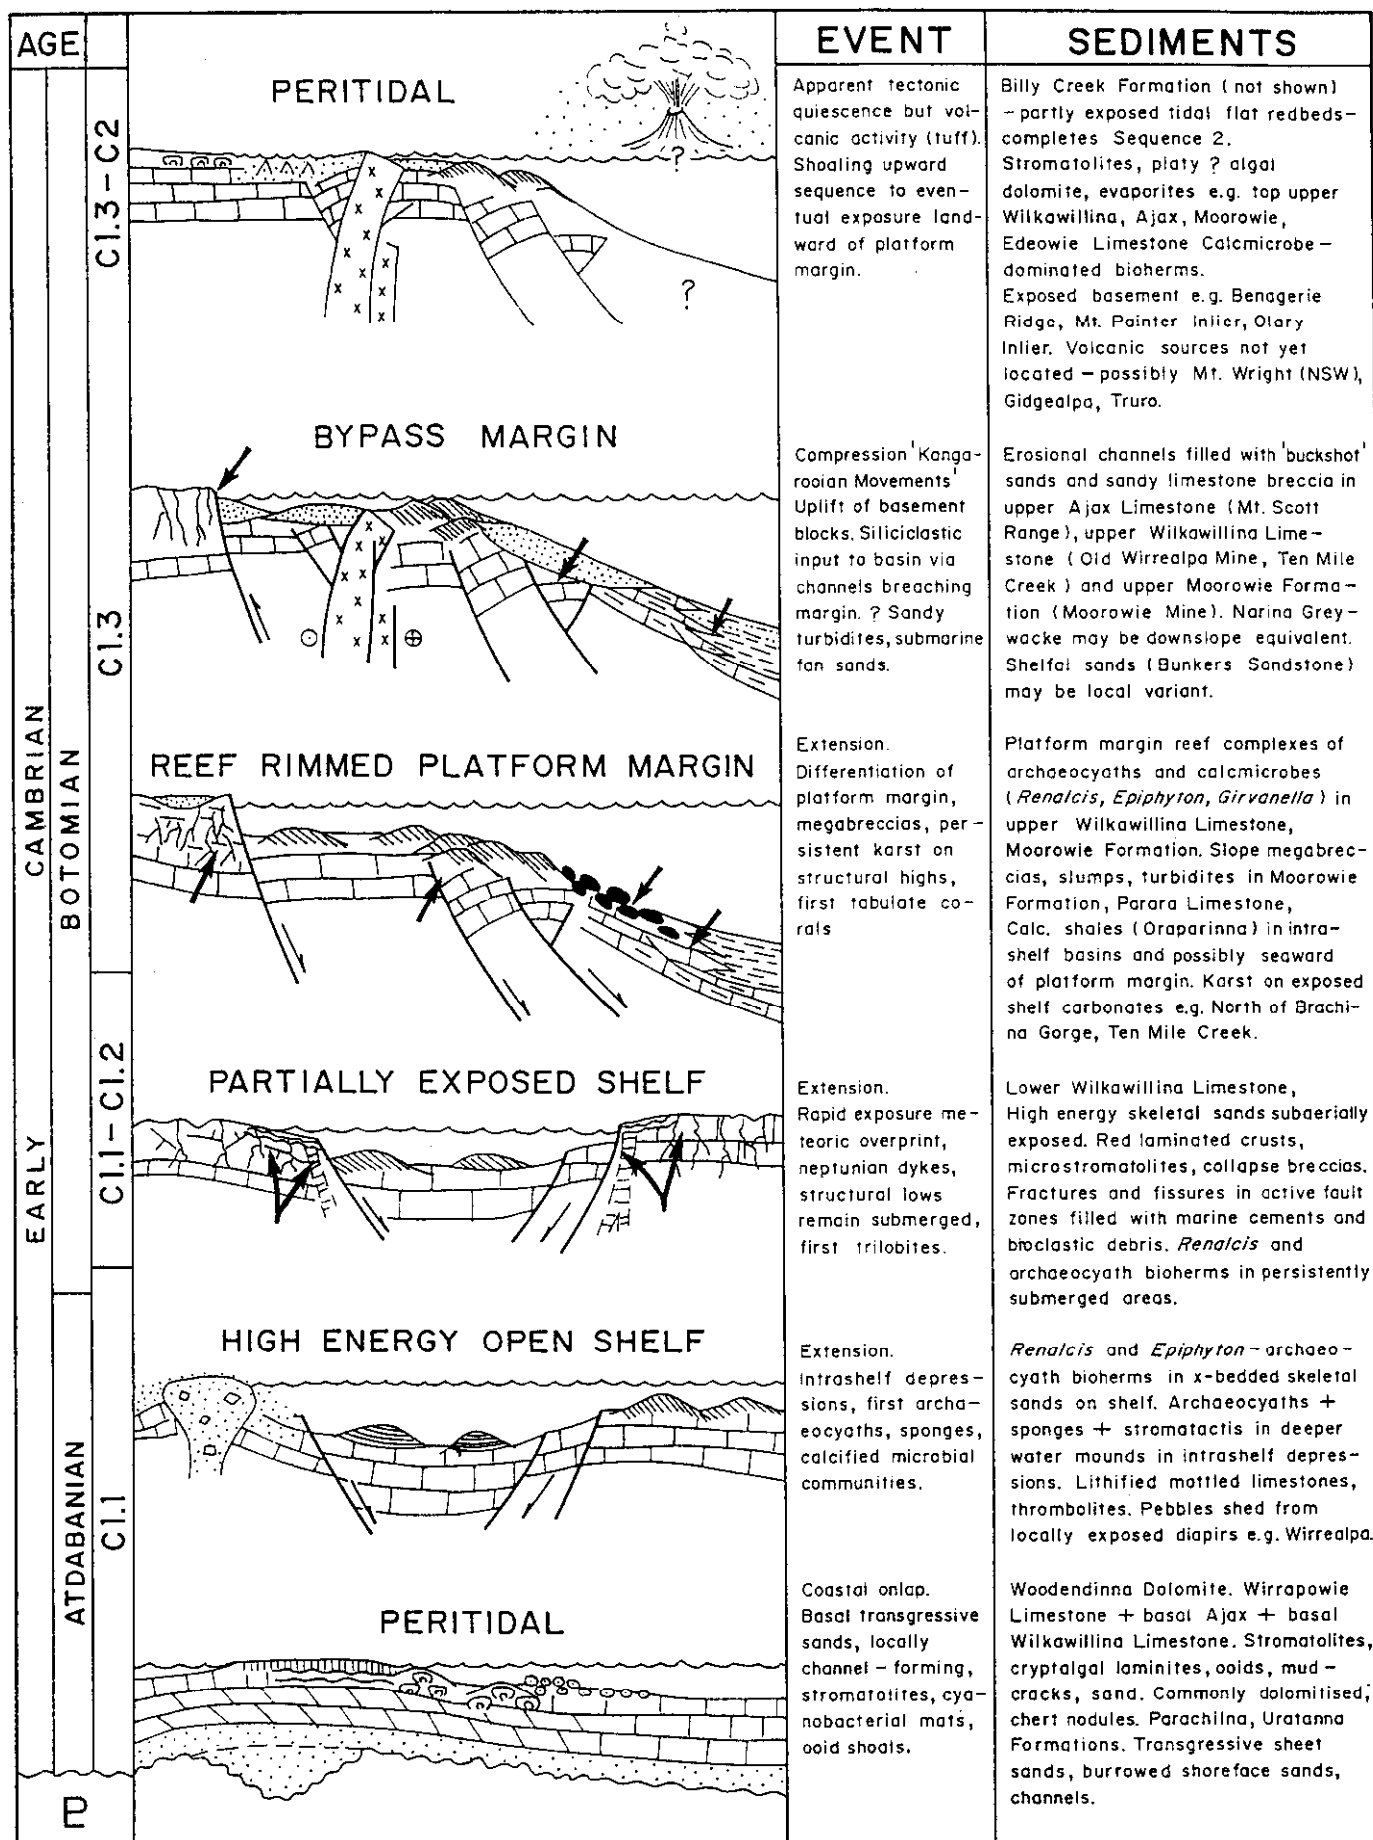 AGE
EVENT
SEDIMENTS
EARLY CAMBRIAN
BOTOMIAN
ATDABANIAN
C1.3-C2
PERITIDAL
?
?
Apparent tectonic
quiescence but vol-
canic activity (tuff).
Shoaling upward
sequence to even-
tual exposure land-
ward of platform
margin.
Billy Creek Formation (not shown)
- partly exposed tidal flat redbeds-
completes Sequence 2.
Stromatolites, platy ? algal
dolomite, evaporites e.g. top upper
Wilkawillina, Ajax, Moorowie,
Edeowie Limestone Calcmicrobe-
dominated bioherms.
Exposed basement e.g. Benagerie
Ridge, Mt. Painter Inlier, Olary
Inlier. Volcanic sources not yet
located - possibly Mt. Wright (NSW),
Gidgealpa, Truro.
C1.3
BYPASS MARGIN
Compression 'Kanga-
rooian Movements'
Uplift of basement
blocks. Siliciclastic
input to basin via
channels breaching
margin. ? Sandy
turbidites, submarine
fan sands.
Erosional channels filled with 'buckshot'
sands and sandy limestone breccia in
upper Ajax Limestone (Mt. Scott
Range), upper Wilkawillina Lime-
stone (Old Wirrealpa Mine, Ten Mile
Creek) and upper Moorowie Forma-
tion (Moorowie Mine). Narina Grey-
wacke may be downslope equivalent.
Shelfal sands (Bunkers Sandstone)
may be local variant.
REEF RIMMED PLATFORM MARGIN
Extension.
Differentiation of
platform margin,
megabreccias, per-
sistent karst on
structural highs,
first tabulate co-
rals
Platform margin reef complexes of
archaeocyaths and calcmicrobes
(Renalcis, Epiphyton, Girvanella) in
upper Wilkawillina Limestone,
Moorowie Formation. Slope megabrec-
cias, slumps, turbidites in Moorowie
Formation, Parara Limestone,
Calc. shales (Oraparinna) in intra-
shelf basins and possibly seaward
of platform margin. Karst on exposed
shelf carbonates e.g. North of Brachi-
na Gorge, Ten Mile Creek.
C1.1-C1.2
PARTIALLY EXPOSED SHELF
Extension.
Rapid exposure me-
teoric overprint,
neptunian dykes,
structural lows
remain submerged,
first trilobites.
Lower Wilkawillina Limestone,
High energy skeletal sands subaerially
exposed. Red laminated crusts,
microstromatolites, collapse breccias.
Fractures and fissures in active fault
zones filled with marine cements and
bioclastic debris. Renalcis and
archaeocyath bioherms in persistently
submerged areas.
C1.1
HIGH ENERGY OPEN SHELF
Extension.
Intrashelf depres-
sions, first archa-
eocyaths, sponges,
calcified microbial
communities.
Renalcis and Epiphyton - archaeo-
cyath bioherms in x-bedded skeletal
sands on shelf. Archaeocyaths +
sponges + stromatactis in deeper
water mounds in intrashelf depres-
sions. Lithified mottled limestones,
thrombolites. Pebbles shed from
locally exposed diapirs e.g. Wirrealpa.
PERITIDAL
Coastal onlap.
Basal transgressive
sands, locally
channel-forming,
stromatolites, cya-
nobacterial mats,
ooid shoals.
Woodendinna Dolomite. Wirrapowie
Limestone + basal Ajax + basal
Wilkawillina Limestone. Stromatolites,
cryptalgal laminites, ooids, mud-
cracks, sand. Commonly dolomitised,
chert nodules. Parachilna, Uratanna
Formations. Transgressive sheet
sands, burrowed shoreface sands,
channels.
P